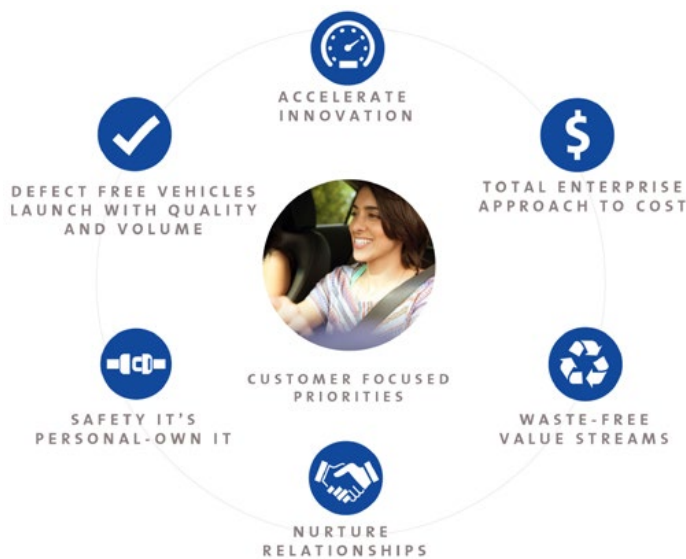 ACCELERATE
INNOVATION
DEFECT FREE VEHICLES
LAUNCH WITH QUALITY
AND VOLUME
$
TOTAL ENTERPRISE
APPROACH TO COST
CUSTOMER FOCUSED
PRIORITIES
SAFETY IT'S
PERSONAL-OWN IT
WASTE-FREE
VALUE STREAMS
NURTURE
RELATIONSHIPS